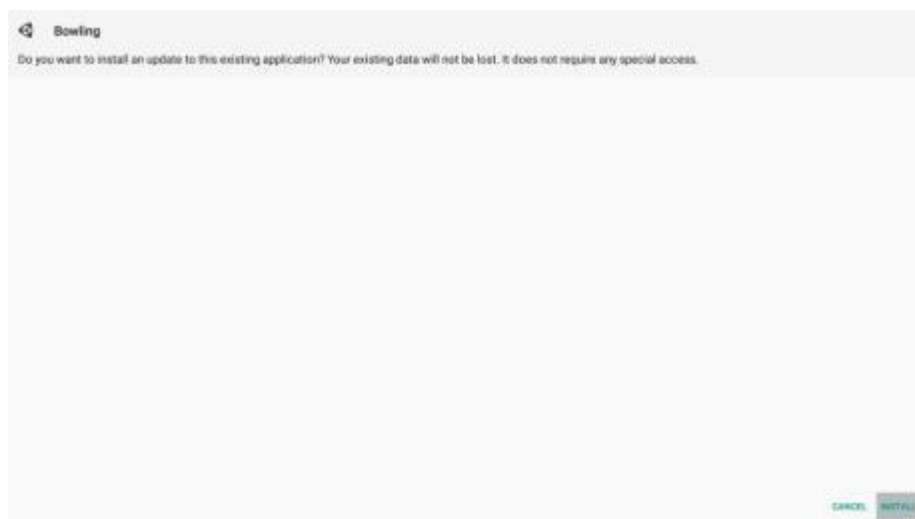 Bowling
Do you want to install an update to this existing application? Your existing data will not be lost. It does not require any special access.
CANCEL
INSTALL